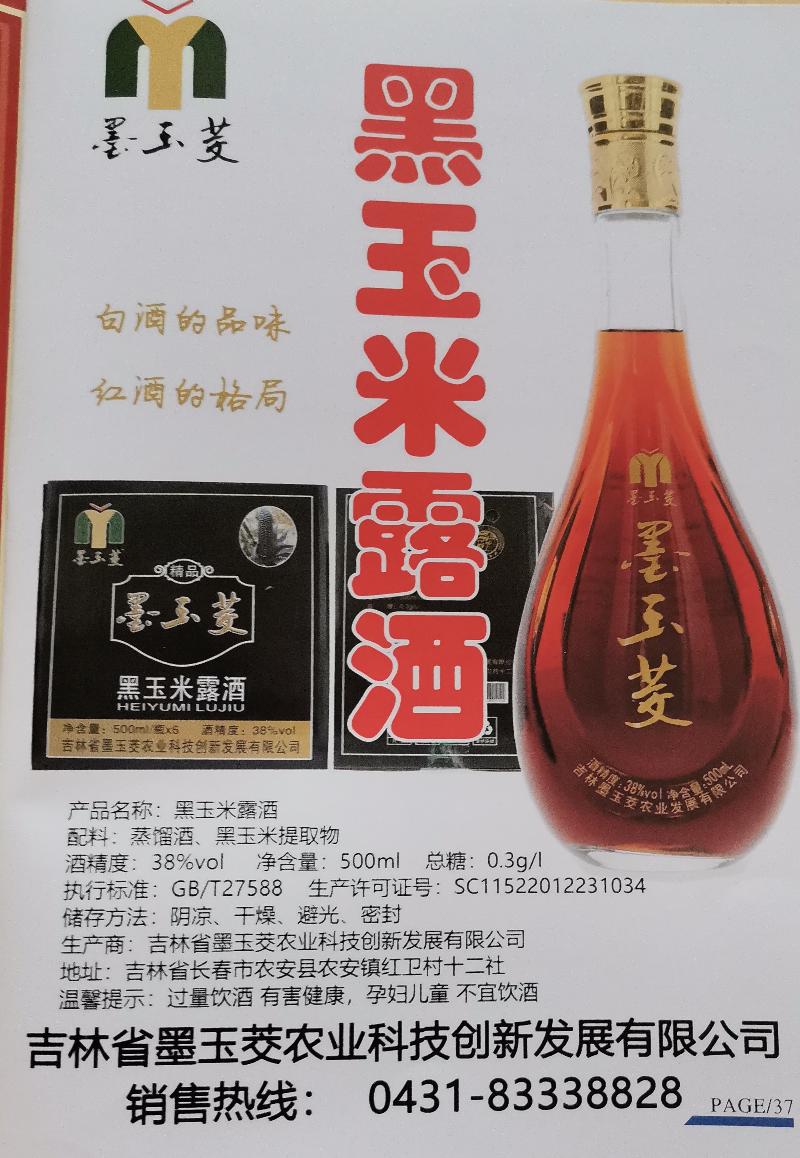 墨玉菱
黑玉米露酒
白酒的品味
红酒的格局
墨玉菱
精品
墨玉菱
黑玉米露酒
HEIYUMI LUJIU
净含量：500ml/瓶x6 酒精度：38%vol
吉林省墨玉茭农业科技创新发展有限公司
墨玉菱
墨玉菱
酒精度：38%vol 净含量：500ml
吉林省墨玉茭农业发展有限公司
产品名称：黑玉米露酒
配料：蒸馏酒、黑玉米提取物
酒精度：38%vol 净含量：500ml 总糖：0.3g/l
执行标准：GB/T27588 生产许可证号：SC11522012231034
储存方法：阴凉、干燥、避光、密封
生产商：吉林省墨玉茭农业科技创新发展有限公司
地址：吉林省长春市农安县农安镇红卫村十二社
温馨提示：过量饮酒 有害健康，孕妇儿童 不宜饮酒
吉林省墨玉茭农业科技创新发展有限公司
销售热线： 0431-83338828
PAGE/37